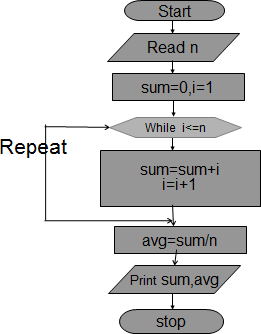 Start
Read n
sum=0,i=1
While i<=n
Repeat
sum=sum+i
i=i+1
avg=sum/n
Print sum,avg
stop